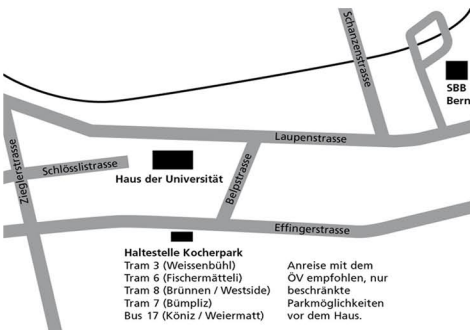 Schanzenstrasse
SBB
Bern
Laupenstrasse
Zieglerstrasse
Schlösslistrasse
Haus der Universität
Belpstrasse
Effingerstrasse
Haltestelle Kocherpark
Tram 3 (Weissenbühl)
Tram 6 (Fischermätteli)
Tram 8 (Brünnen / Westside)
Tram 7 (Bümpliz)
Bus 17 (Köniz / Weiermatt)
Anreise mit dem
ÖV empfohlen, nur
beschränkte
Parkmöglichkeiten
vor dem Haus.